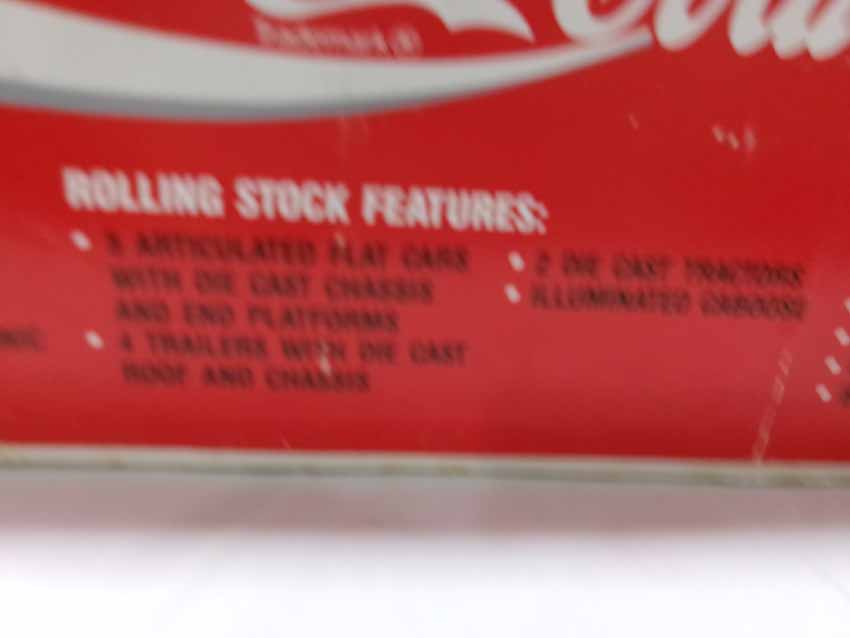 Trademark ®
ROLLING STOCK FEATURES:
• 5 ARTICULATED FLAT CARS
WITH DIE CAST CHASSIS
AND END PLATFORMS
• 4 TRAILERS WITH DIE CAST
ROOF AND CHASSIS
• 2 DIE CAST TRACTORS
• ILLUMINATED CABOOSE